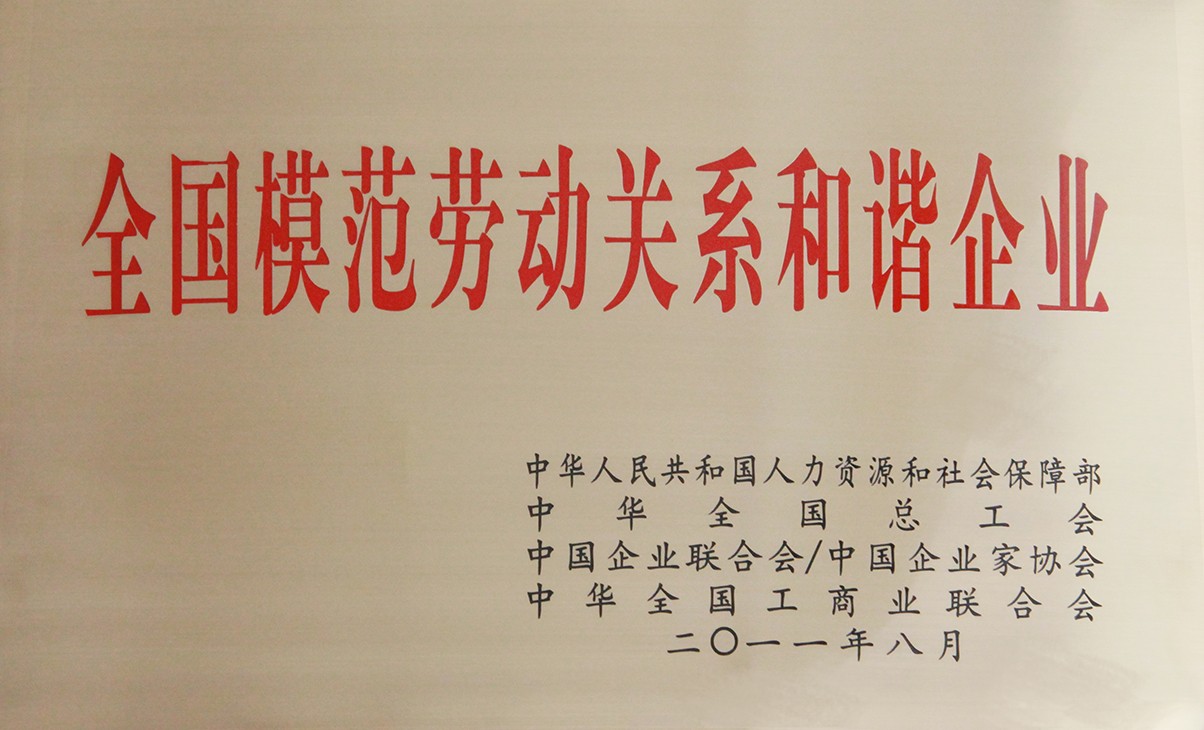 全国模范劳动关系和谐企业
中华人民共和国人力资源和社会保障部
中华全国总工会
中国企业联合会/中国企业家协会
中华全国工商业联合会
二〇一一年八月